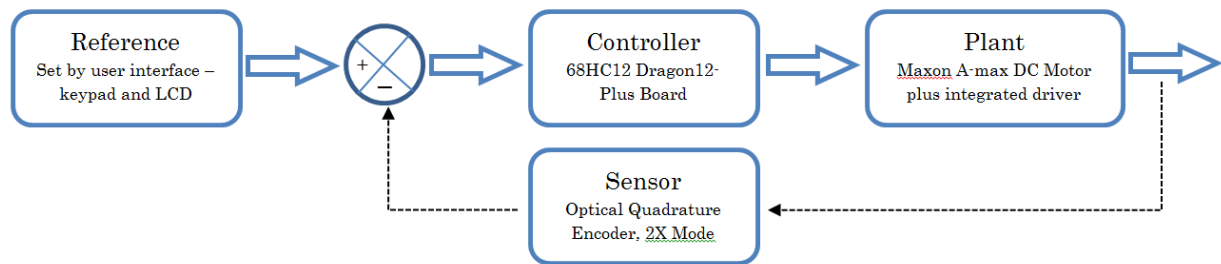 Reference
Set by user interface –
keypad and LCD
+
−
Controller
68HC12 Dragon12-
Plus Board
Plant
Maxon A-max DC Motor
plus integrated driver
Sensor
Optical Quadrature
Encoder, 2X Mode